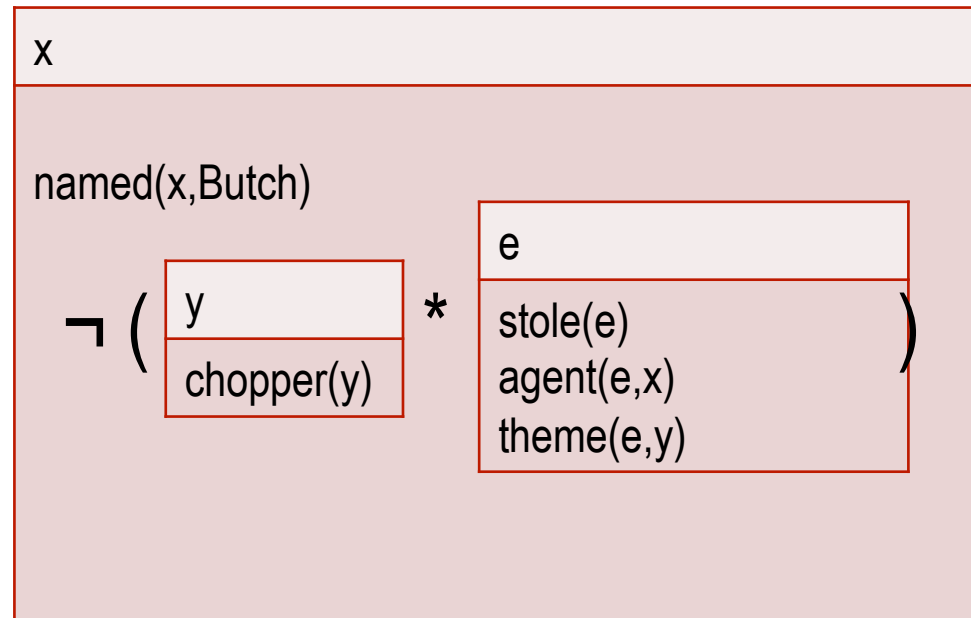 x
named(x,Butch)
¬ ( y * e )
chopper(y)
stole(e)
agent(e,x)
theme(e,y)